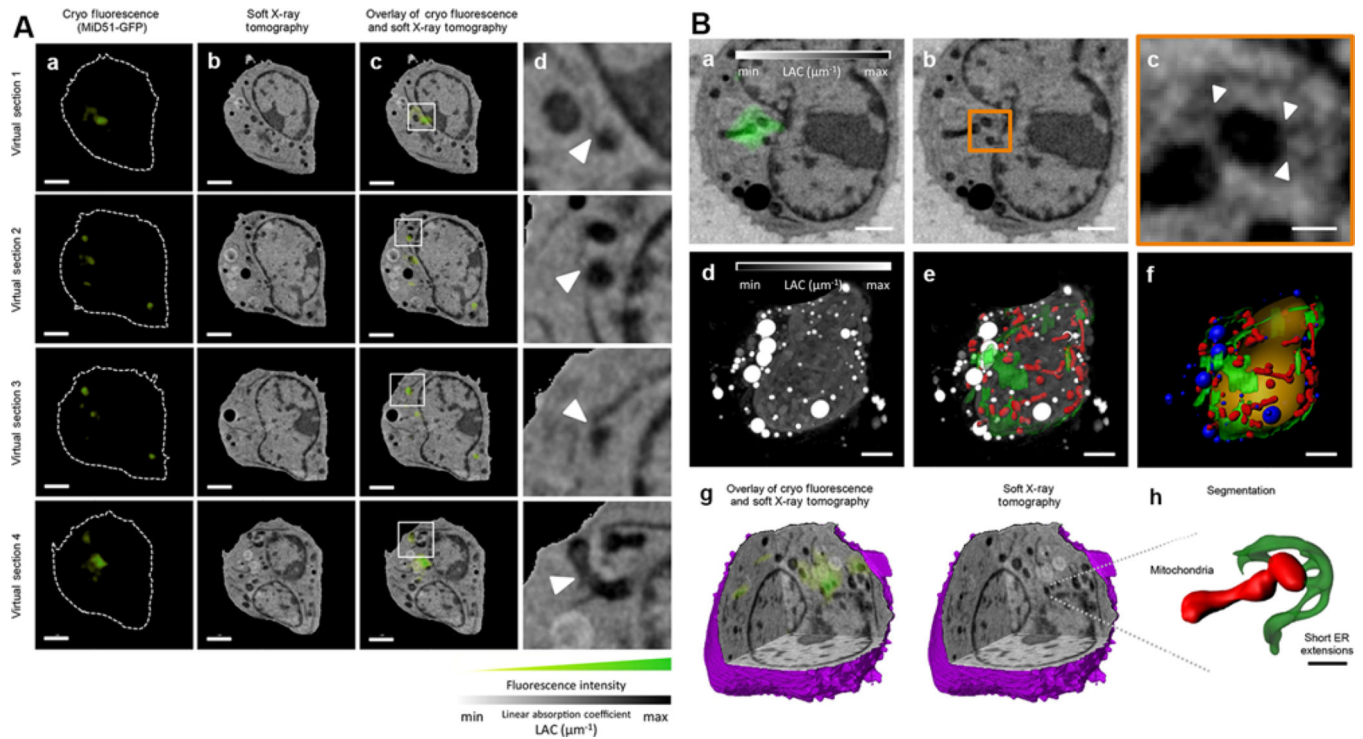 A
Cryo fluorescence
(MiD51-GFP)
Soft X-ray
tomography
Overlay of cryo fluorescence
and soft X-ray tomography
a
b
c
d
Virtual section 1
Virtual section 2
Virtual section 3
Virtual section 4
Fluorescence intensity
min
Linear absorption coefficient
max
LAC (µm⁻¹)
B
a
min
LAC (µm⁻¹)
max
b
c
d
min
LAC (µm⁻¹)
max
e
f
g
Overlay of cryo fluorescence
and soft X-ray tomography
Soft X-ray
tomography
h
Segmentation
Mitochondria
Short ER
extensions